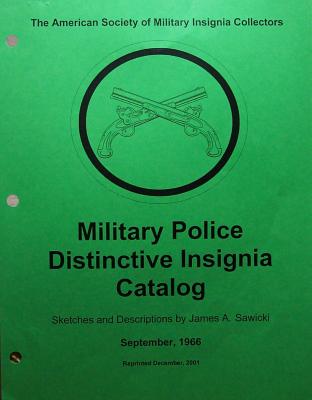 The American Society of Military Insignia Collectors
Military Police
Distinctive Insignia
Catalog
Sketches and Descriptions by James A. Sawicki
September, 1966
Reprinted December, 2001